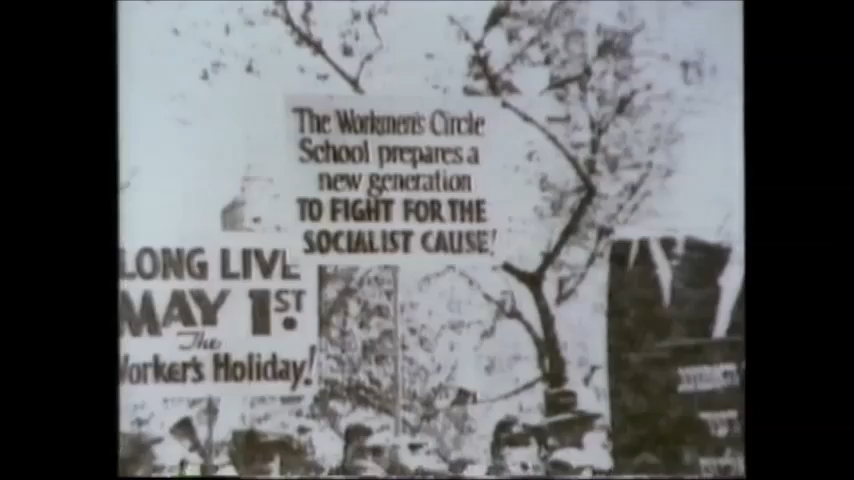 The Workmen's Circle
School prepares a
new generation
TO FIGHT FOR THE
SOCIALIST CAUSE!
LONG LIVE
MAY 1ST.
The
Worker's Holiday!